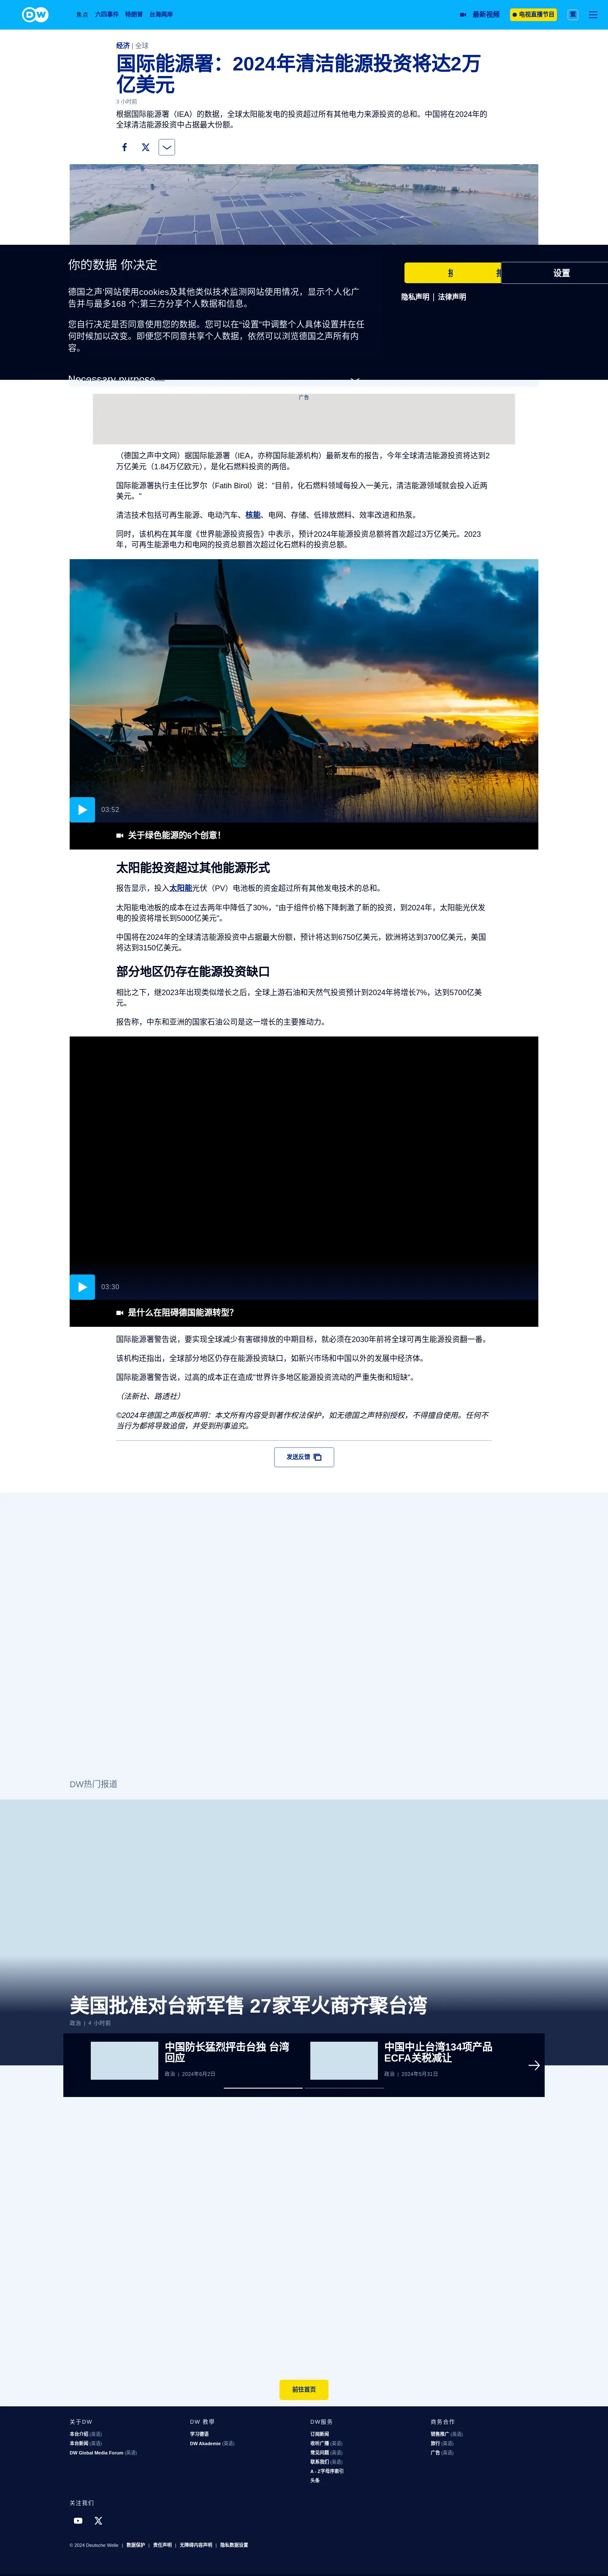 DW
焦点 六四事件 特朗普 台海两岸
最新视频
电视直播节目
繁
经济 | 全球
国际能源署：2024年清洁能源投资将达2万
亿美元
3 小时前
根据国际能源署（IEA）的数据，全球太阳能发电的投资超过所有其他电力来源投资的总和。中国将在2024年的
全球清洁能源投资中占据最大份额。
你的数据 你决定
德国之声'网站使用cookies及其他类似技术监测网站使用情况，显示个人化广
告并与最多168 个;第三方分享个人数据和信息。
您自行决定是否同意使用您的数据。您可以在"设置"中调整个人具体设置并在任
何时候加以改变。即便您不同意共享个人数据，依然可以浏览德国之声所有内
容。
Necessary purpose
设置
隐私声明 | 法律声明
广告
（德国之声中文网）据国际能源署（IEA，亦称国际能源机构）最新发布的报告，今年全球清洁能源投资将达到2
万亿美元（1.84万亿欧元），是化石燃料投资的两倍。
国际能源署执行主任比罗尔（Fatih Birol）说："目前，化石燃料领域每投入一美元，清洁能源领域就会投入近两
美元。"
清洁技术包括可再生能源、电动汽车、核能、电网、存储、低排放燃料、效率改进和热泵。
同时，该机构在其年度《世界能源投资报告》中表示，预计2024年能源投资总额将首次超过3万亿美元。2023
年，可再生能源电力和电网的投资总额首次超过化石燃料的投资总额。
03:52
关于绿色能源的6个创意！
太阳能投资超过其他能源形式
报告显示，投入太阳能光伏（PV）电池板的资金超过所有其他发电技术的总和。
太阳能电池板的成本在过去两年中降低了30%，"由于组件价格下降刺激了新的投资，到2024年，太阳能光伏发
电的投资将增长到5000亿美元"。
中国将在2024年的全球清洁能源投资中占据最大份额，预计将达到6750亿美元，欧洲将达到3700亿美元，美国
将达到3150亿美元。
部分地区仍存在能源投资缺口
相比之下，继2023年出现类似增长之后，全球上游石油和天然气投资预计到2024年将增长7%，达到5700亿美
元。
报告称，中东和亚洲的国家石油公司是这一增长的主要推动力。
03:30
是什么在阻碍德国能源转型？
国际能源署警告说，要实现全球减少有害碳排放的中期目标，就必须在2030年前将全球可再生能源投资翻一番。
该机构还指出，全球部分地区仍存在能源投资缺口，如新兴市场和中国以外的发展中经济体。
国际能源署警告说，过高的成本正在造成"世界许多地区能源投资流动的严重失衡和短缺"。
（法新社、路透社）
©2024年德国之声版权声明：本文所有内容受到著作权法保护，如无德国之声特别授权，不得擅自使用。任何不
当行为都将导致追偿，并受到刑事追究。
发送反馈
DW热门报道
美国批准对台新军售 27家军火商齐聚台湾
政治 | 4 小时前
中国防长猛烈抨击台独 台湾
回应
政治 | 2024年6月2日
中国中止台湾134项产品
ECFA关税减让
政治 | 2024年5月31日
前往首页
关于DW
本台介绍 (英语)
本台新闻 (英语)
DW Global Media Forum (英语)
DW 教学
学习德语
DW Akademie (英语)
DW服务
订阅新闻
收听广播 (英语)
常见问题 (英语)
联系我们 (英语)
A - Z字母序索引
头条
商务合作
销售推广 (英语)
旅行 (英语)
广告 (英语)
关注我们
© 2024 Deutsche Welle | 数据保护 | 责任声明 | 无障碍内容声明 | 隐私数据设置